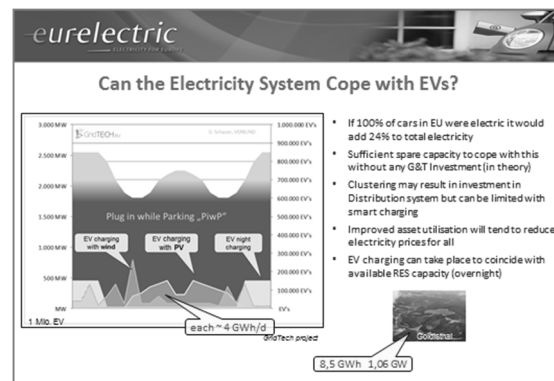 eurelectric
ELECTRICITY FOR EUROPE
Can the Electricity System Cope with EVs?
3.000 MW
2.500 MW
2.000 MW
1.500 MW
1.000 MW
500 MW
MW
GridTECH
1.000.000 EV's
900.000 EV's
800.000 EV's
700.000 EV's
600.000 EV's
500.000 EV's
400.000 EV's
300.000 EV's
200.000 EV's
100.000 EV's
EV's
Plug in while Parking „PiwP"
EV charging
with wind
EV charging
with PV
EV night
charging
1 Mio. EV
each ~ 4 GWh/d
GridTech project
• If 100% of cars in EU were electric it would
add 24% to total electricity
• Sufficient spare capacity to cope with this
without any G&T Investment (in theory)
• Clustering may result in investment in
Distribution system but can be limited with
smart charging
• Improved asset utilisation will tend to reduce
electricity prices for all
• EV charging can take place to coincide with
available RES capacity (overnight)
Goldisthal
8,5 GWh 1,06 GW